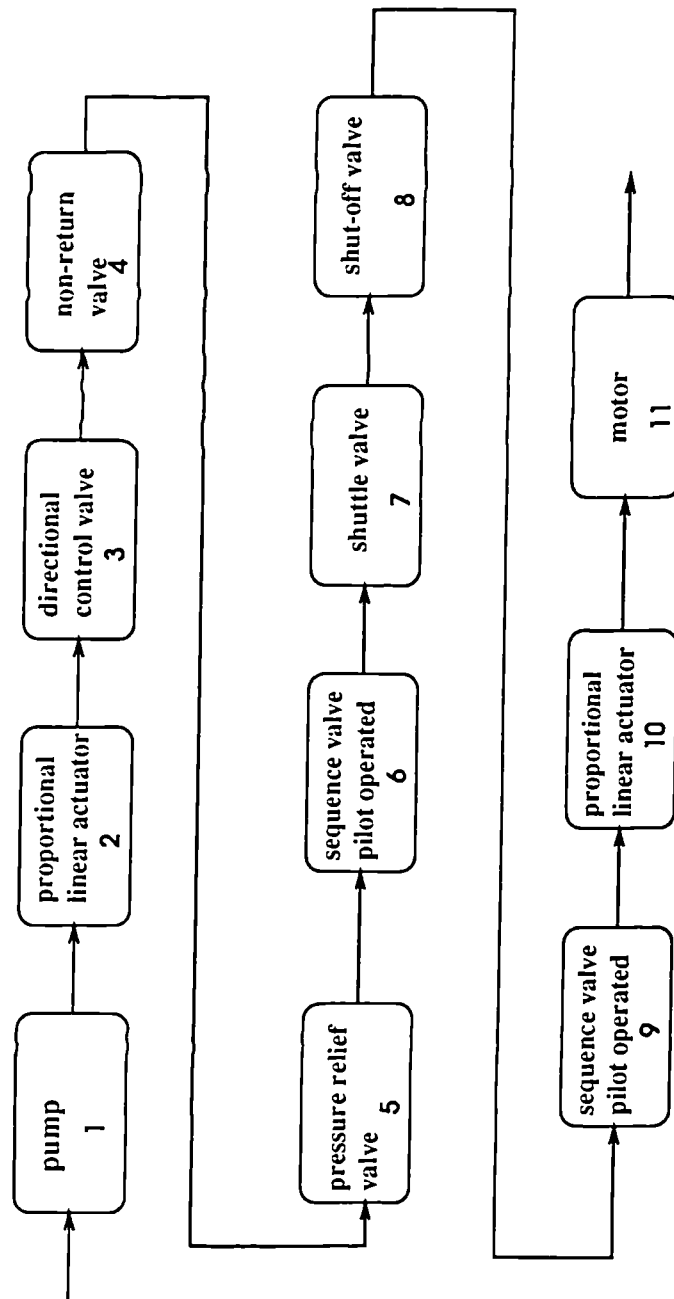 pump
1
proportional
linear actuator
2
directional
control valve
3
non-return
valve
4
pressure relief
valve
5
sequence valve
pilot operated
6
shuttle valve
7
shut-off valve
8
sequence valve
pilot operated
9
proportional
linear actuator
10
motor
11